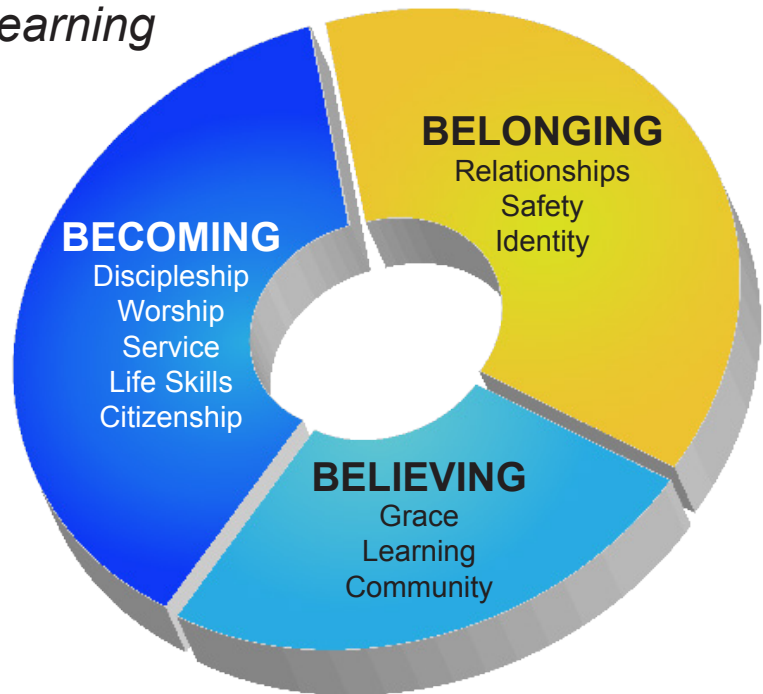 earning
BELONGING
Relationships
Safety
Identity
BECOMING
Discipleship
Worship
Service
Life Skills
Citizenship
BELIEVING
Grace
Learning
Community